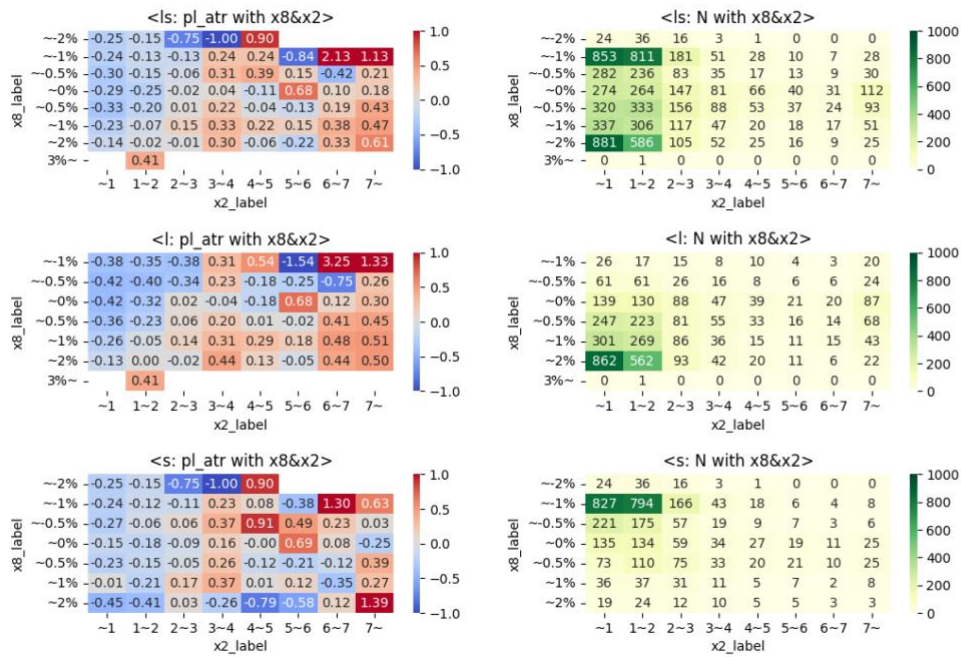 <ls: pl_atr with x8&x2>
x8_label
~-2% -0.25 -0.15 -0.75 -1.00 0.90
~-1% -0.24 -0.13 -0.13 0.24 0.24 -0.84 2.13 1.13
~-0.5% -0.30 -0.15 -0.06 0.31 0.39 0.15 -0.42 0.21
~0% -0.29 -0.25 -0.02 0.04 -0.11 0.68 0.10 0.18
~0.5% -0.33 -0.20 0.01 0.22 -0.04 -0.13 0.19 0.43
~1% -0.23 -0.07 0.15 0.33 0.22 0.15 0.38 0.47
~2% -0.14 -0.02 -0.01 0.30 -0.06 -0.22 0.33 0.61
3%~ 0.41
~1 1~2 2~3 3~4 4~5 5~6 6~7 7~
x2_label
1.0
0.5
0.0
-0.5
-1.0
<ls: N with x8&x2>
x8_label
~-2% 24 36 16 3 1 0 0 0
~-1% 853 811 181 51 28 10 7 28
~-0.5% 282 236 83 35 17 13 9 30
~0% 274 264 147 81 66 40 31 112
~0.5% 320 333 156 88 53 37 24 93
~1% 337 306 117 47 20 18 17 51
~2% 881 586 105 52 25 16 9 25
3%~ 0 1 0 0 0 0 0 0
~1 1~2 2~3 3~4 4~5 5~6 6~7 7~
x2_label
1000
800
600
400
200
0
<l: pl_atr with x8&x2>
x8_label
~-1% -0.38 -0.35 -0.38 0.31 0.54 -1.54 3.25 1.33
~-0.5% -0.42 -0.40 -0.34 0.23 -0.18 -0.25 -0.75 0.26
~0% -0.42 -0.32 0.02 -0.04 -0.18 0.68 0.12 0.30
~0.5% -0.36 -0.23 0.06 0.20 0.01 -0.02 0.41 0.45
~1% -0.26 -0.05 0.14 0.31 0.29 0.18 0.48 0.51
~2% -0.13 0.00 -0.02 0.44 0.13 -0.05 0.44 0.50
3%~ 0.41
~1 1~2 2~3 3~4 4~5 5~6 6~7 7~
x2_label
1.0
0.5
0.0
-0.5
-1.0
<l: N with x8&x2>
x8_label
~-1% 26 17 15 8 10 4 3 20
~-0.5% 61 61 26 16 8 6 6 24
~0% 139 130 88 47 39 21 20 87
~0.5% 247 223 81 55 33 16 14 68
~1% 301 269 86 36 15 11 15 43
~2% 862 562 93 42 20 11 6 22
3%~ 0 1 0 0 0 0 0 0
~1 1~2 2~3 3~4 4~5 5~6 6~7 7~
x2_label
1000
800
600
400
200
0
<s: pl_atr with x8&x2>
x8_label
~-2% -0.25 -0.15 -0.75 -1.00 0.90
~-1% -0.24 -0.12 -0.11 0.23 0.08 -0.38 1.30 0.63
~-0.5% -0.27 -0.06 0.06 0.37 0.91 0.49 0.23 0.03
~0% -0.15 -0.18 -0.09 0.16 -0.00 0.69 0.08 -0.25
~0.5% -0.23 -0.15 -0.05 0.26 -0.12 -0.21 -0.12 0.39
~1% -0.01 -0.21 0.17 0.37 0.01 0.12 -0.35 0.27
~2% -0.45 -0.41 0.03 -0.26 -0.79 -0.58 0.12 1.39
~1 1~2 2~3 3~4 4~5 5~6 6~7 7~
x2_label
1.0
0.5
0.0
-0.5
-1.0
<s: N with x8&x2>
x8_label
~-2% 24 36 16 3 1 0 0 0
~-1% 827 794 166 43 18 6 4 8
~-0.5% 221 175 57 19 9 7 3 6
~0% 135 134 59 34 27 19 11 25
~0.5% 73 110 75 33 20 21 10 25
~1% 36 37 31 11 5 7 2 8
~2% 19 24 12 10 5 5 3 3
~1 1~2 2~3 3~4 4~5 5~6 6~7 7~
x2_label
1000
800
600
400
200
0